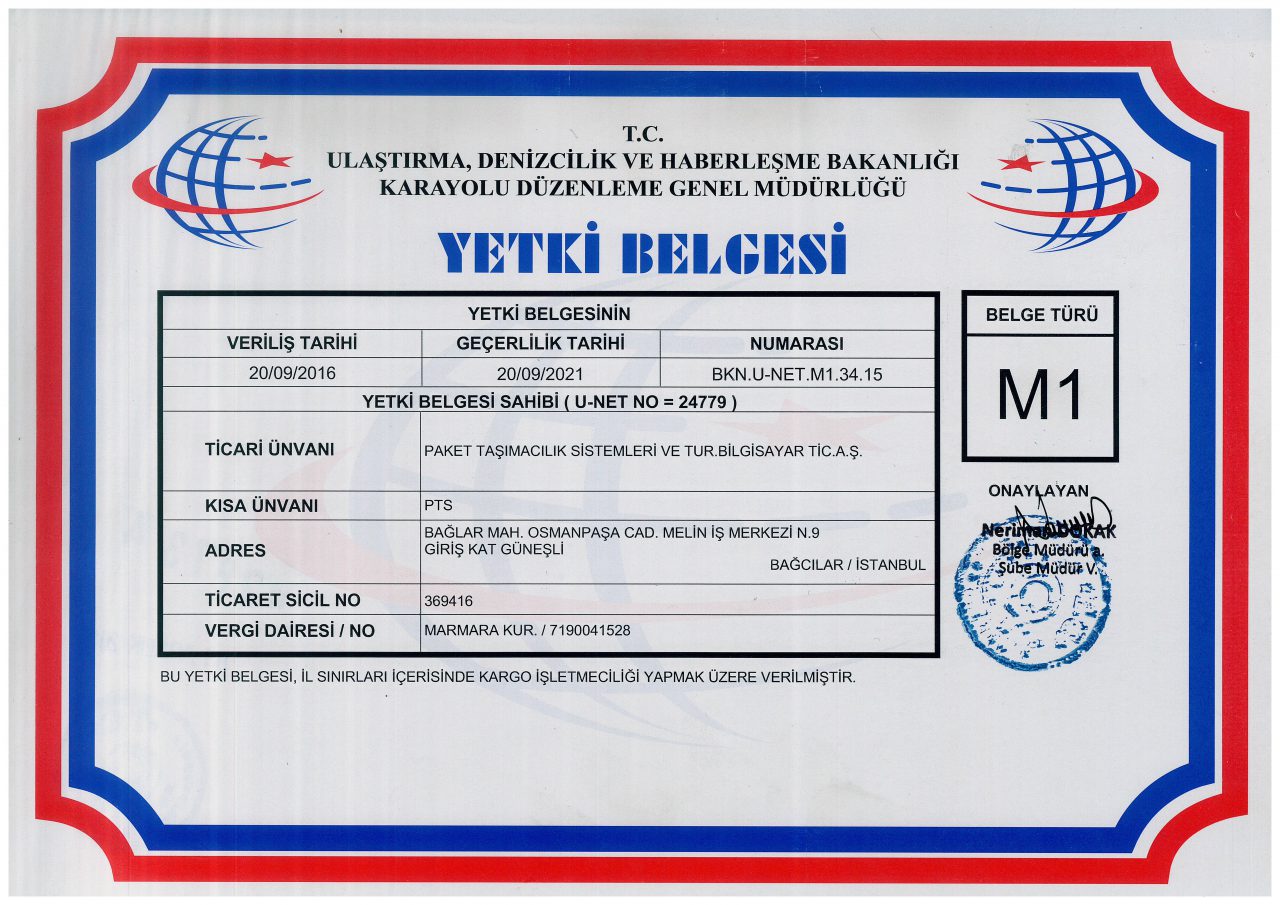 T.C.
ULAŞTIRMA, DENİZCİLİK VE HABERLEŞME BAKANLIĞI
KARAYOLU DÜZENLEME GENEL MÜDÜRLÜĞÜ
YETKİ BELGESİ
YETKİ BELGESİNİN
VERİLİŞ TARİHİ GEÇERLİLİK TARİHİ NUMARASI
20/09/2016 20/09/2021 BKN.U-NET.M1.34.15
YETKİ BELGESİ SAHİBİ ( U-NET NO = 24779 )
TİCARİ ÜNVANI PAKET TAŞIMACILIK SİSTEMLERİ VE TUR.BİLGİSAYAR TİC.A.Ş.
KISA ÜNVANI PTS
ADRES BAĞLAR MAH. OSMANPAŞA CAD. MELİN İŞ MERKEZİ N.9
GİRİŞ KAT GÜNEŞLİ
BAĞCILAR / İSTANBUL
TİCARET SİCİL NO 369416
VERGİ DAİRESİ / NO MARMARA KUR. / 7190041528
BU YETKİ BELGESİ, İL SINIRLARI İÇERİSİNDE KARGO İŞLETMECİLİĞİ YAPMAK ÜZERE VERİLMİŞTİR.
BELGE TÜRÜ
M1
ONAYLAYAN
Neriman
Bölge Müdürü a.
Şube Müdür V.